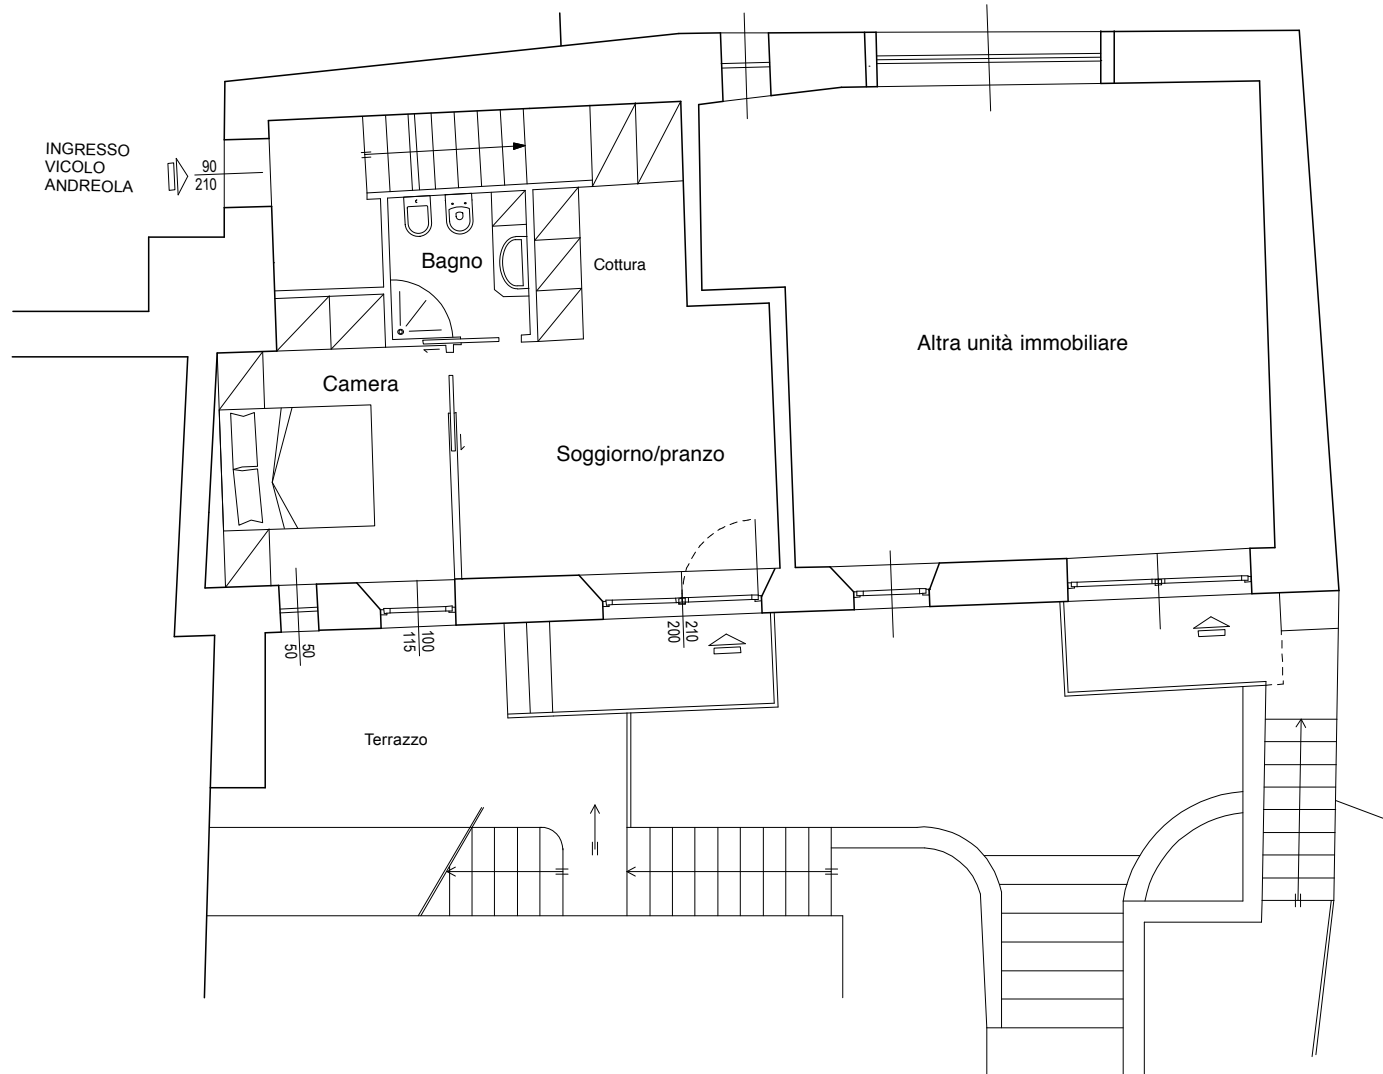 INGRESSO
VICOLO
ANDREOLA
90
210
Bagno
Cottura
Altra unità immobiliare
Camera
Soggiorno/pranzo
50
50
100
115
210
200
Terrazzo